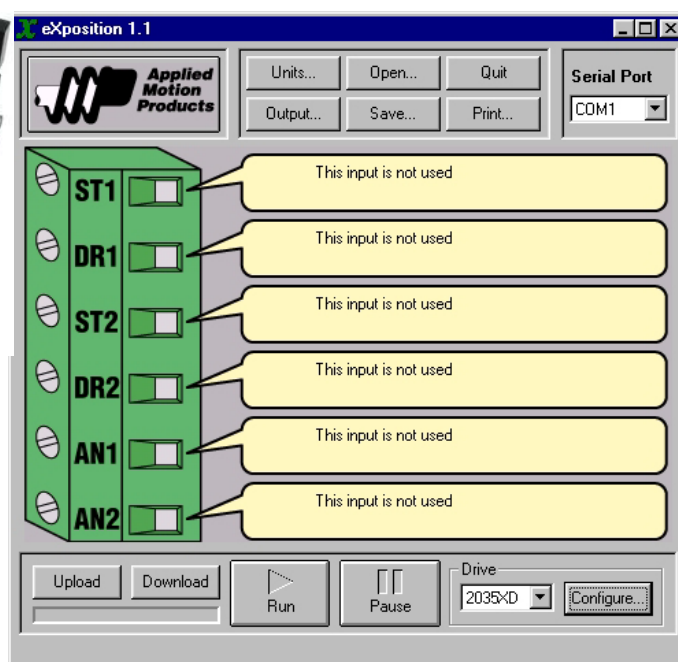 eXposition 1.1
Applied
Motion
Products
Units...
Open...
Quit
Output...
Save...
Print...
Serial Port
COM1
ST1
This input is not used
DR1
This input is not used
ST2
This input is not used
DR2
This input is not used
AN1
This input is not used
AN2
This input is not used
Upload
Download
Run
Pause
Drive
2035XD
Configure...